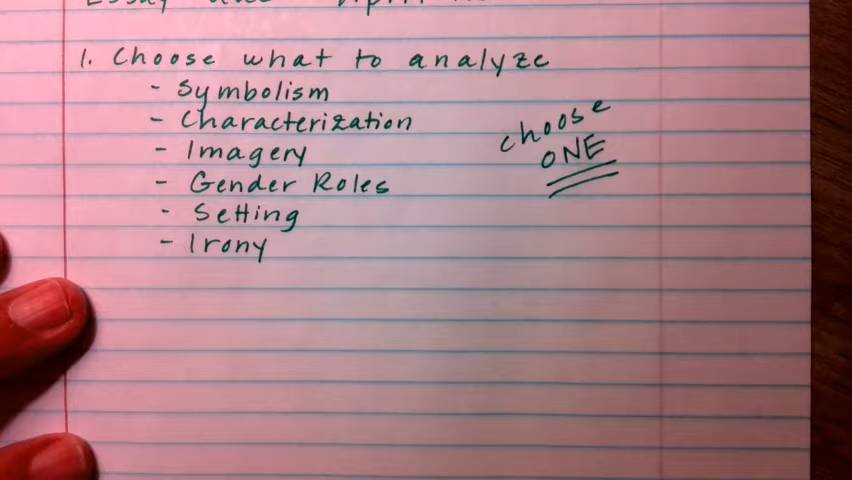 1. Choose what to analyze
- Symbolism
- Characterization
- Imagery
- Gender Roles
- Setting
- Irony
choose
ONE